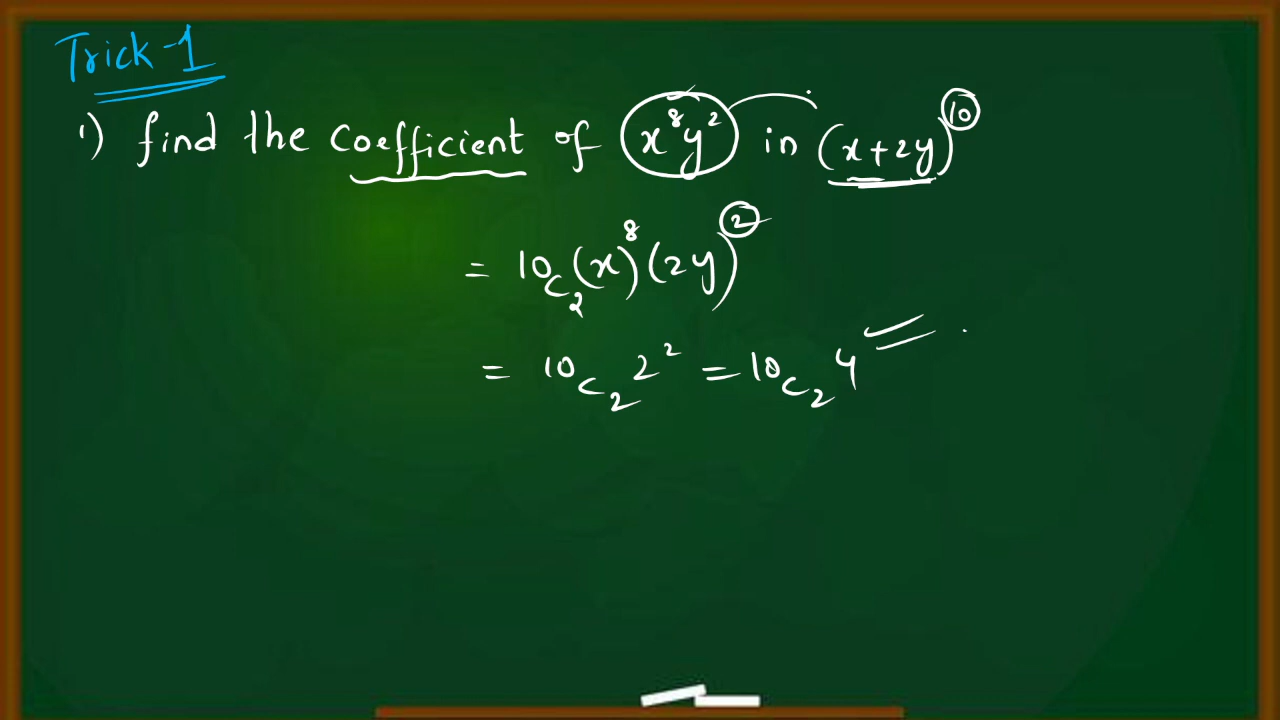 Trick-1
1) find the coefficient of x⁸y² in (x+2y)¹⁰
= 10C₂(x)⁸(2y)²
= 10C₂ 2² = 10C₂ 4